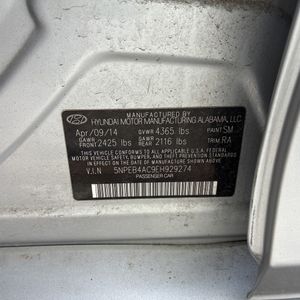 MANUFACTURED BY
HYUNDAI MOTOR MANUFACTURING ALABAMA, LLC.
Apr/09/14 GVWR 4365 lbs PAINT SM
GAWR FRONT 2425 lbs GAWR REAR 2116 lbs TRIM RA
THIS VEHICLE CONFORMS TO ALL APPLICABLE U.S.A. FEDERAL
MOTOR VEHICLE SAFETY, BUMPER, AND THEFT PREVENTION
STANDARDS IN EFFECT ON THE DATE OF MANUFACTURE SHOWN ABOVE.
V.I.N 5NPEB4AC9EH929274
PASSENGER CAR